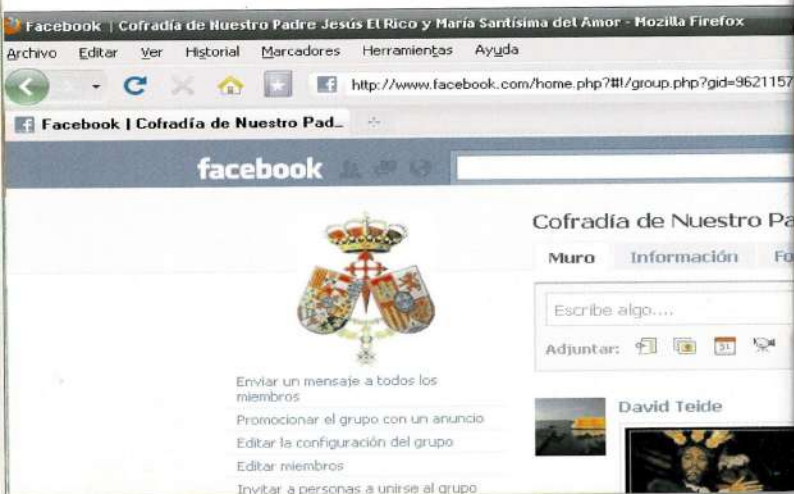 Facebook | Cofradía de Nuestro Padre Jesús El Rico y María Santísima del Amor - Mozilla Firefox
Archivo Editar Ver Historial Marcadores Herramientas Ayuda
http://www.facebook.com/home.php?#!/group.php?gid=9621157
Facebook | Cofradía de Nuestro Pad...
facebook
Cofradía de Nuestro Pa
Muro Información Fo
Escribe algo....
Adjuntar: 31
Enviar un mensaje a todos los
miembros
Promocionar el grupo con un anuncio
Editar la configuración del grupo
Editar miembros
Invitar a personas a unirse al grupo
David Teide